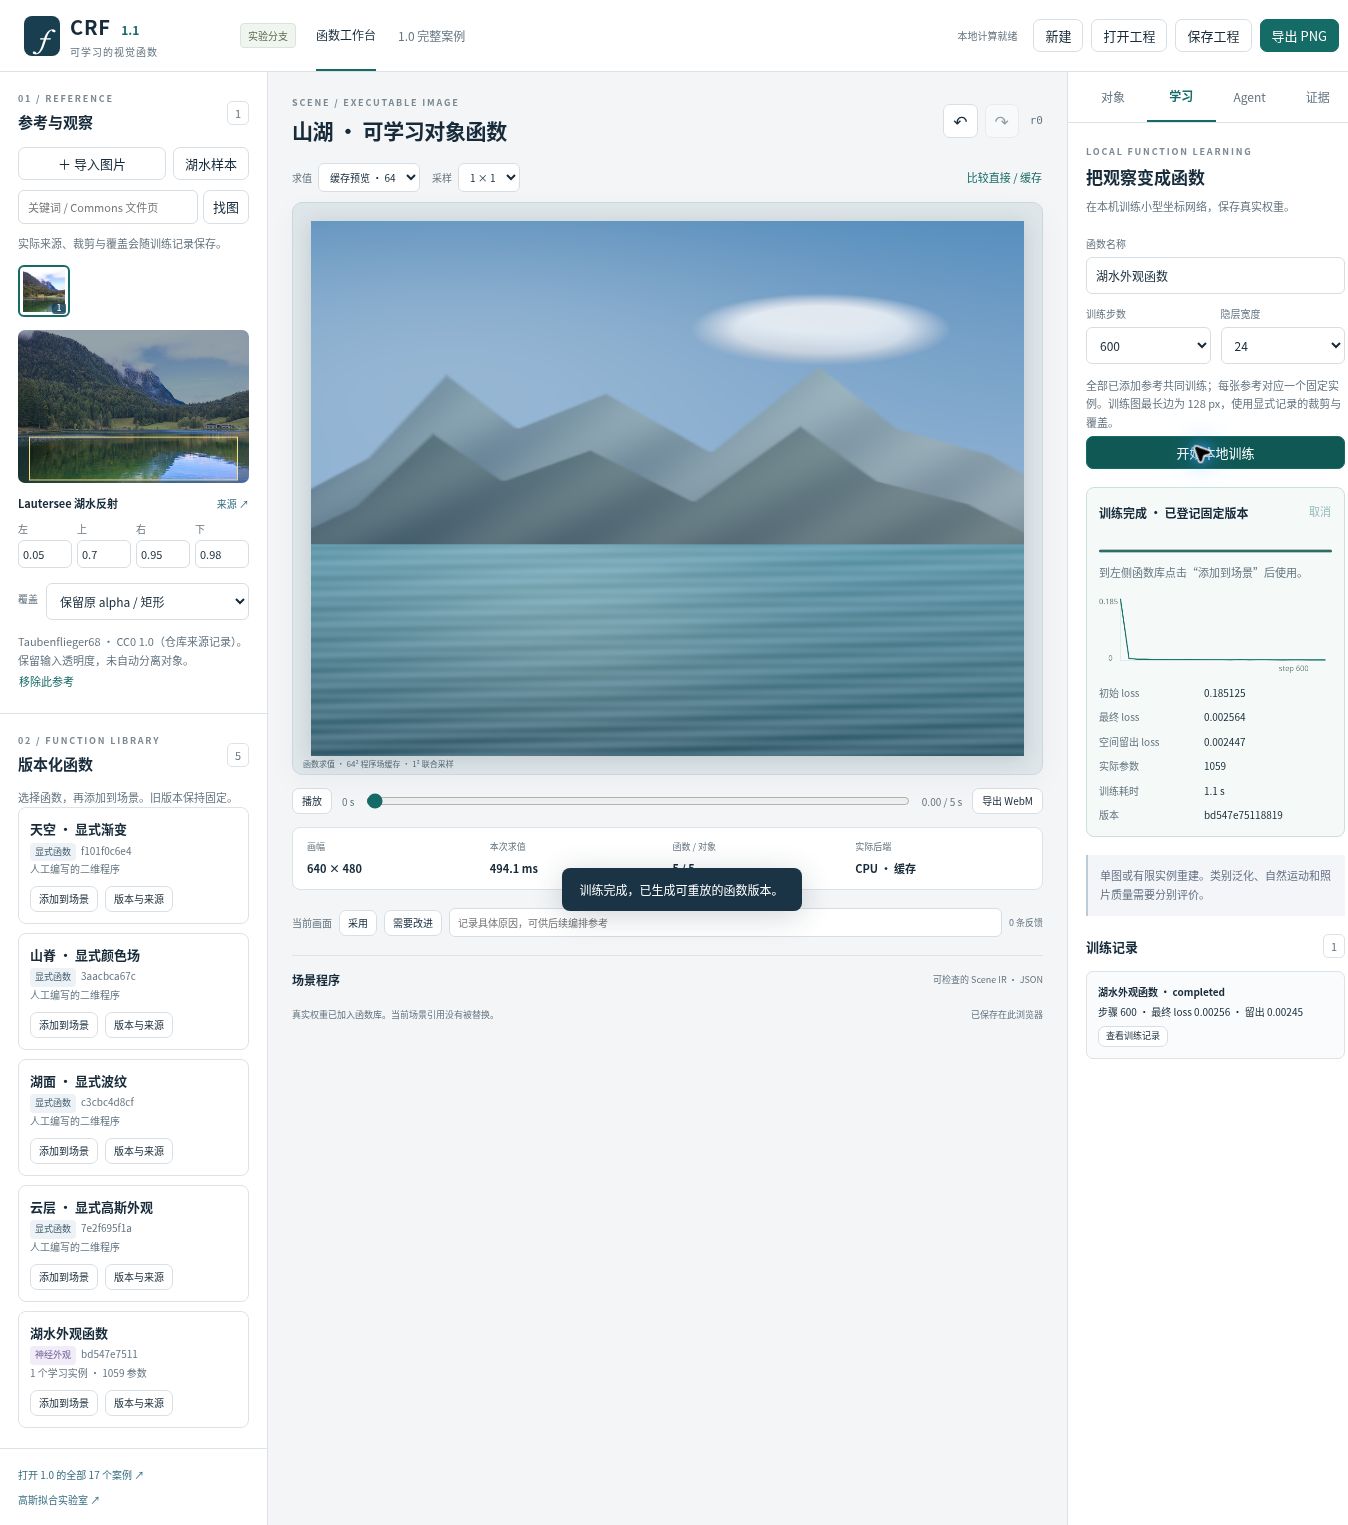 CRF 1.1
可学习的视觉函数
实验分支
函数工作台
1.0 完整案例
本地计算就绪
新建
打开工程
保存工程
导出 PNG
01 / REFERENCE
参考与观察
1
＋ 导入图片
湖水样本
关键词 / Commons 文件页
找图
实际来源、裁剪与覆盖会随训练记录保存。
1
Lautersee 湖水反射
来源 ↗
左 上 右 下
0.05 0.7 0.95 0.98
覆盖
保留原 alpha / 矩形
Taubenflieger68 · CC0 1.0（仓库来源记录）。
保留输入透明度，未自动分离对象。
移除此参考
02 / FUNCTION LIBRARY
版本化函数
5
选择函数，再添加到场景。旧版本保持固定。
天空 · 显式渐变
显式函数 f101f0c6e4
人工编写的二维程序
添加到场景 版本与来源
山脊 · 显式颜色场
显式函数 3aacbca67c
人工编写的二维程序
添加到场景 版本与来源
湖面 · 显式波纹
显式函数 c3cbc4d8cf
人工编写的二维程序
添加到场景 版本与来源
云层 · 显式高斯外观
显式函数 7e2f695f1a
人工编写的二维程序
添加到场景 版本与来源
湖水外观函数
神经外观 bd547e7511
1 个学习实例 · 1059 参数
添加到场景 版本与来源
打开 1.0 的全部 17 个案例 ↗
高斯拟合实验室 ↗
SCENE / EXECUTABLE IMAGE
山湖 · 可学习对象函数
↶ ↷ r0
求值 缓存预览 · 64 采样 1 × 1
比较直接 / 缓存
函数求值 · 64² 程序场缓存 · 1² 联合采样
播放 0 s 0.00 / 5 s 导出 WebM
画幅 本次求值 函数 / 对象 实际后端
640 × 480 494.1 ms 5 / 5 CPU · 缓存
训练完成，已生成可重放的函数版本。
当前画面 采用 需要改进 记录具体原因，可供后续编排参考 0 条反馈
场景程序
可检查的 Scene IR · JSON
真实权重已加入函数库。当前场景引用没有被替换。
已保存在此浏览器
对象 学习 Agent 证据
LOCAL FUNCTION LEARNING
把观察变成函数
在本机训练小型坐标网络，保存真实权重。
函数名称
湖水外观函数
训练步数 隐层宽度
600 24
全部已添加参考共同训练；每张参考对应一个固定实
例。训练图最长边为 128 px，使用显式记录的裁剪与
覆盖。
开始本地训练
训练完成 · 已登记固定版本
取消
到左侧函数库点击“添加到场景”后使用。
0.185
0
step 600
初始 loss 0.185125
最终 loss 0.002564
空间留出 loss 0.002447
实际参数 1059
训练耗时 1.1 s
版本 bd547e75118819
单图或有限实例重建。类别泛化、自然运动和照
片质量需要分别评价。
训练记录
1
湖水外观函数 · completed
步骤 600 · 最终 loss 0.00256 · 留出 0.00245
查看训练记录